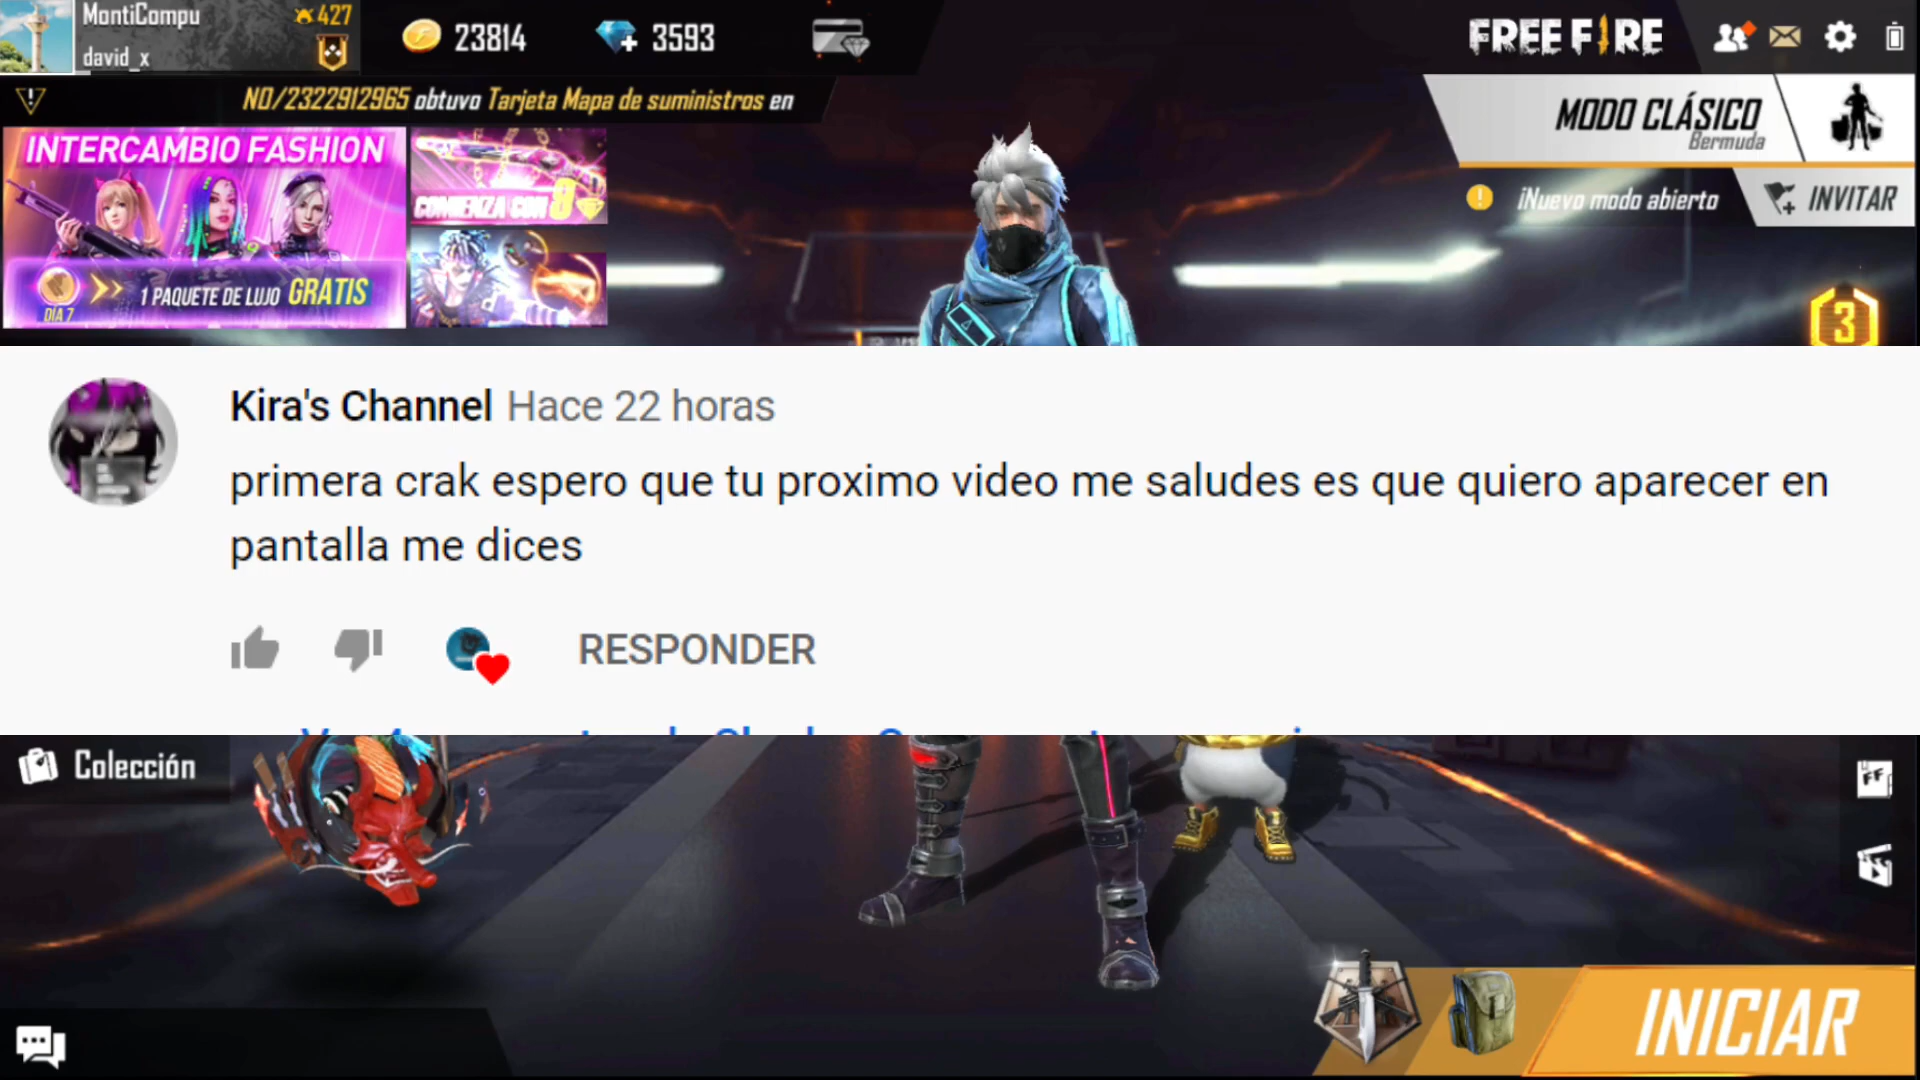 MontiCompu
427
david_x
23814
3593
FREE FIRE
NO/2322912965 obtuvo Tarjeta Mapa de suministros en
MODO CLÁSICO
Bermuda
INTERCAMBIO FASHION
COMIENZA CON 9
¡Nuevo modo abierto
INVITAR
1 PAQUETE DE LUJO GRATIS
DÍA 7
3
Kira's Channel Hace 22 horas
primera crak espero que tu proximo video me saludes es que quiero aparecer en
pantalla me dices
RESPONDER
Colección
FF
INICIAR